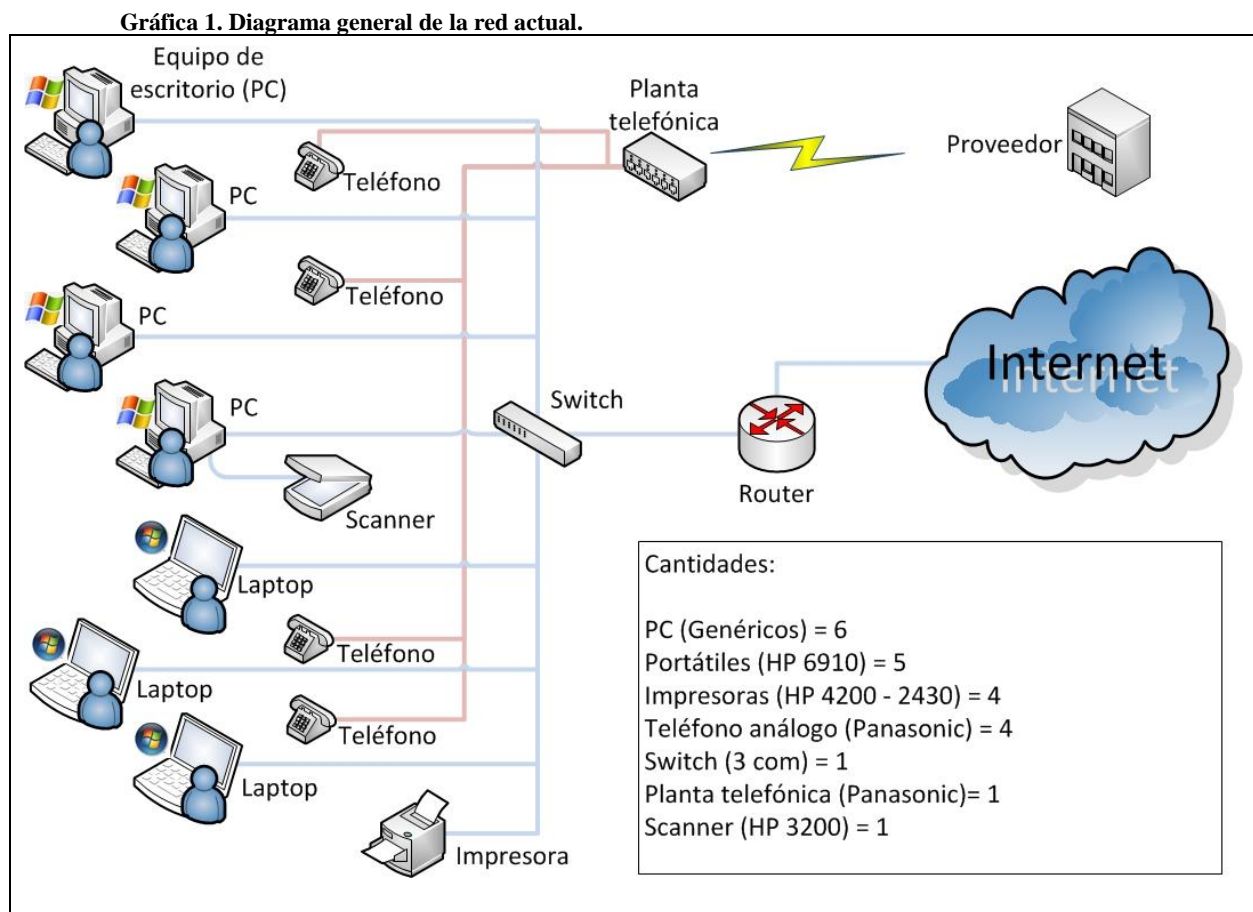 Gráfica 1. Diagrama general de la red actual.
Equipo de
escritorio (PC)
Planta
telefónica
Proveedor
Teléfono
PC
Teléfono
PC
Internet
PC
Switch
Router
Scanner
Laptop
Teléfono
Laptop
Teléfono
Laptop
Impresora
Cantidades:
PC (Genéricos) = 6
Portátiles (HP 6910) = 5
Impresoras (HP 4200 - 2430) = 4
Teléfono análogo (Panasonic) = 4
Switch (3 com) = 1
Planta telefónica (Panasonic)= 1
Scanner (HP 3200) = 1